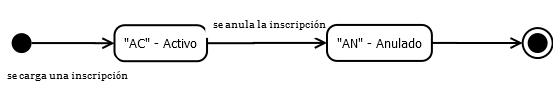 se anula la inscripción
"AC" - Activo
"AN" - Anulado
se carga una inscripción